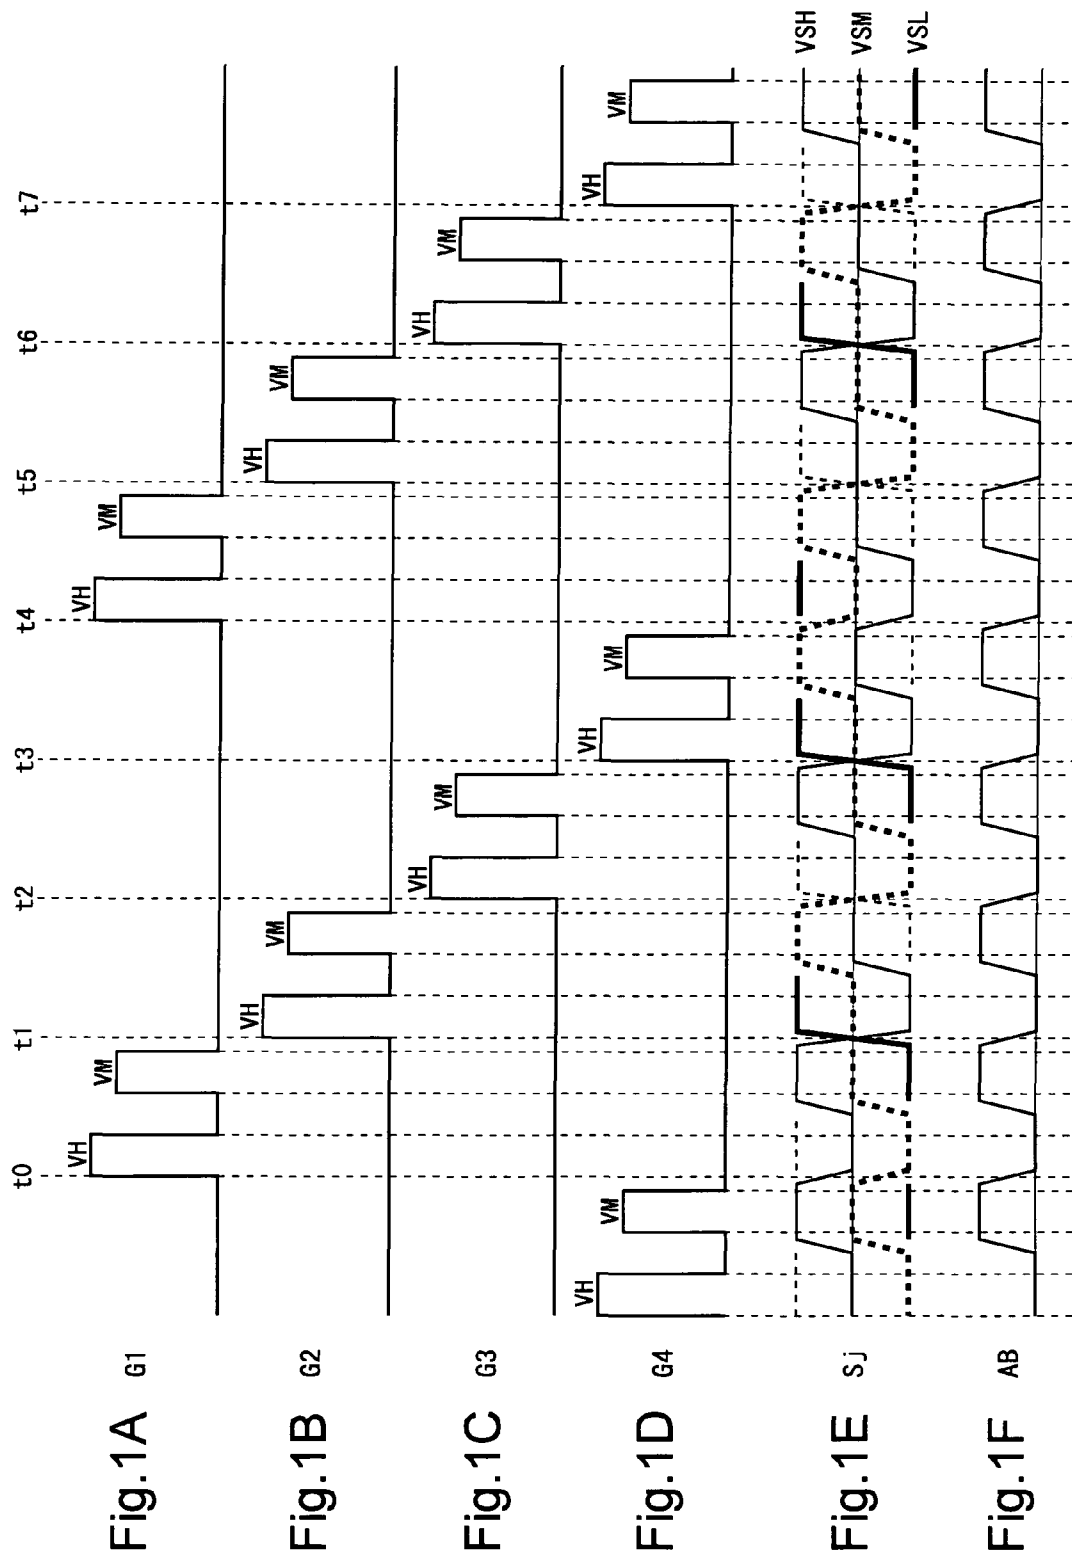 t0 t1 t2 t3 t4 t5 t6 t7
Fig.1A G1 VH VM VH VM
Fig.1B G2 VH VM VH VM
Fig.1C G3 VH VM VH VM
Fig.1D G4 VH VM VH VM VH VM
Fig.1E Sj VSH
VSM
VSL
Fig.1F AB